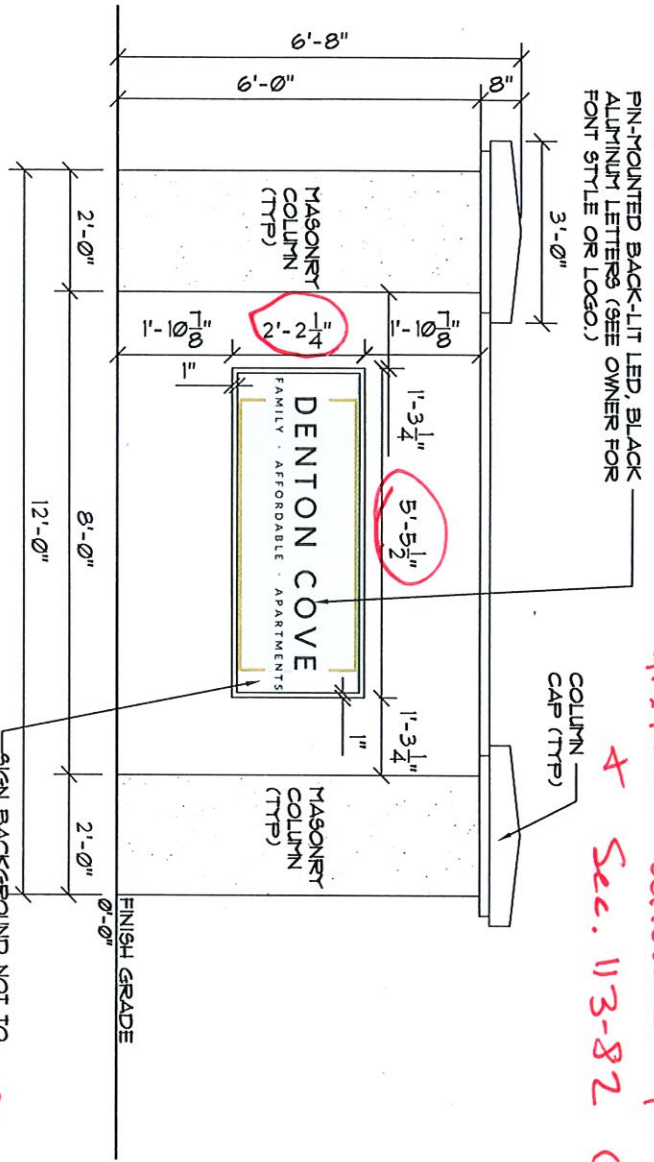 & Sec. 113-82 (
PIN-MOUNTED BACK-LIT LED, BLACK
ALUMINUM LETTERS (SEE OWNER FOR
FONT STYLE OR LOGO.)
COLUMN
CAP (TYP)
3'-0"
8"
6'-8"
6'-0"
MASONRY
COLUMN
(TYP)
1'-10 7/8"
2'-2 1/4"
1'-10 7/8"
1'-3 1/4"
5'-5 1/2"
1'-3 1/4"
1"
1"
DENTON COVE
FAMILY · AFFORDABLE · APARTMENTS
MASONRY
COLUMN
(TYP)
FINISH GRADE
0'-0"
2'-0"
8'-0"
2'-0"
12'-0"
SIGN BACKGROUND NOT TO